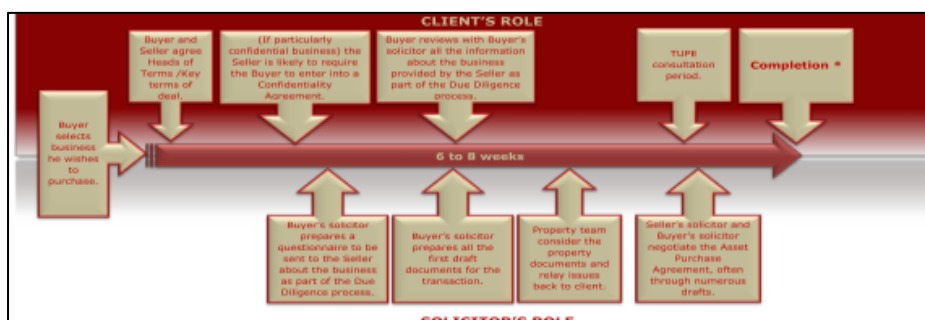 CLIENT'S ROLE
Buyer and
Seller agree
Heads of
Terms /Key
terms of
deal.
(If particularly
confidential business) the
Seller is likely to require
the Buyer to enter into a
Confidentiality
Agreement.
Buyer reviews with Buyer's
solicitor all the information
about the business
provided by the Seller as
part of the Due Diligence
process.
TUPE
consultation
period.
Completion *
Buyer
selects
business
he wishes
to
purchase.
6 to 8 weeks
Buyer's solicitor
prepares a
questionnaire to be
sent to the Seller
about the business
as part of the Due
Diligence process.
Buyer's solicitor
prepares all the
first draft
documents for the
transaction.
Property team
consider the
property
documents and
relay issues
back to client.
Seller's solicitor and
Buyer's solicitor
negotiate the Asset
Purchase
Agreement, often
through numerous
drafts.
SOLICITOR'S ROLE